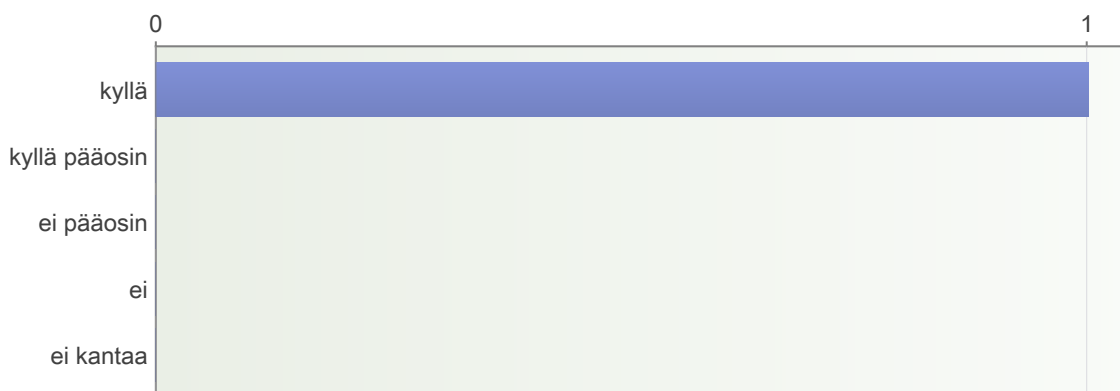 0 1
kyllä
kyllä pääosin
ei pääosin
ei
ei kantaa